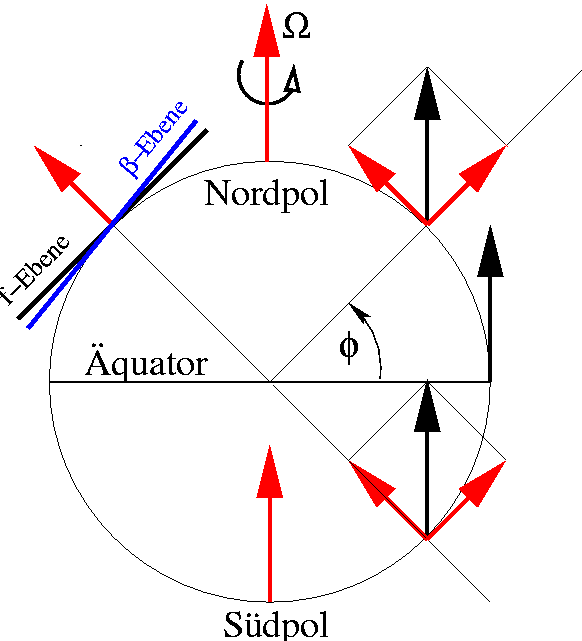 Ω
β–Ebene
Nordpol
f–Ebene
ϕ
Äquator
Südpol